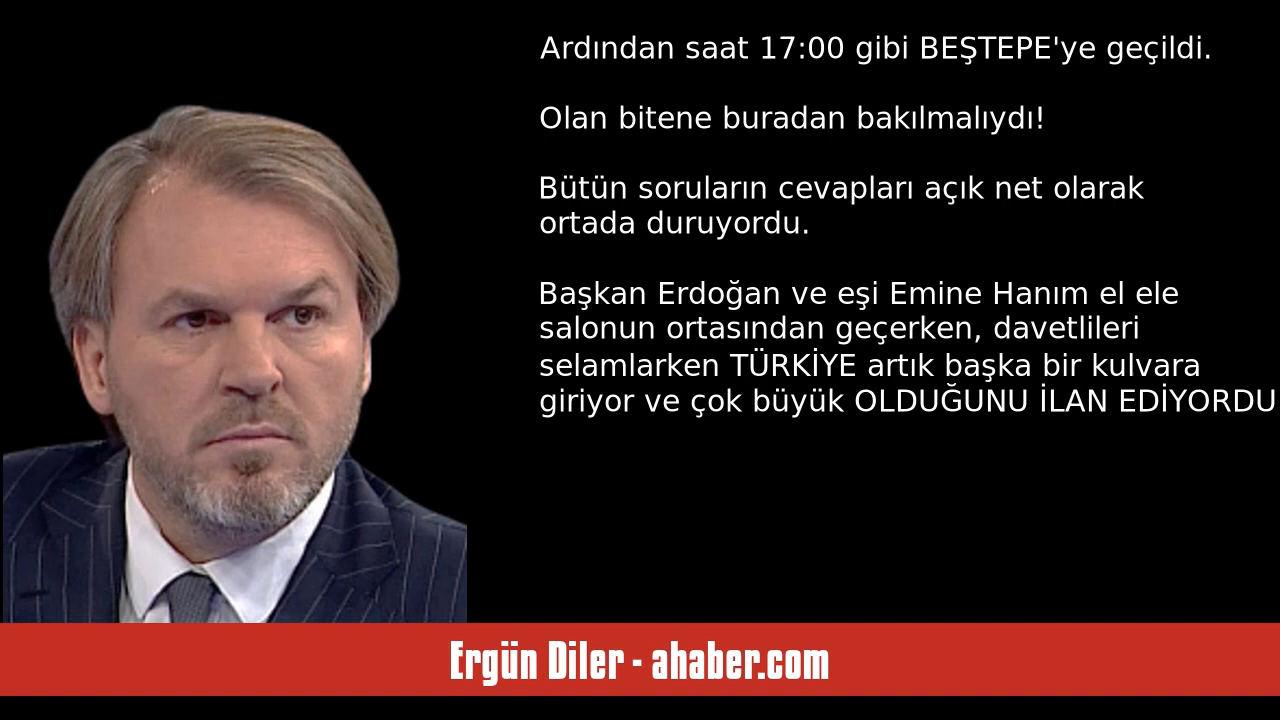 Ardından saat 17:00 gibi BEŞTEPE'ye geçildi.
Olan bitene buradan bakılmalıydı!
Bütün soruların cevapları açık net olarak
ortada duruyordu.
Başkan Erdoğan ve eşi Emine Hanım el ele
salonun ortasından geçerken, davetlileri
selamlarken TÜRKİYE artık başka bir kulvara
giriyor ve çok büyük OLDUĞUNU İLAN EDİYORDU
Ergün Diler - ahaber.com